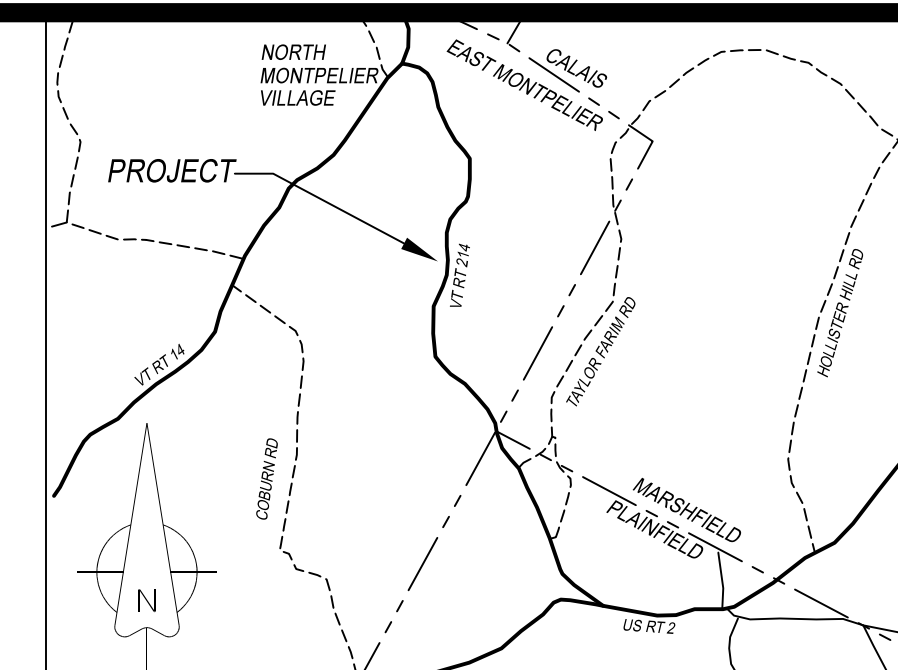 NORTH
MONTPELIER
VILLAGE
CALAIS
EAST MONTPELIER
PROJECT
VT RT 214
HOLLISTER HILL RD
TAYLOR FARIM RD
VT RT 14
COBURN RD
MARSHFIELD
PLAINFIELD
N
US RT 2